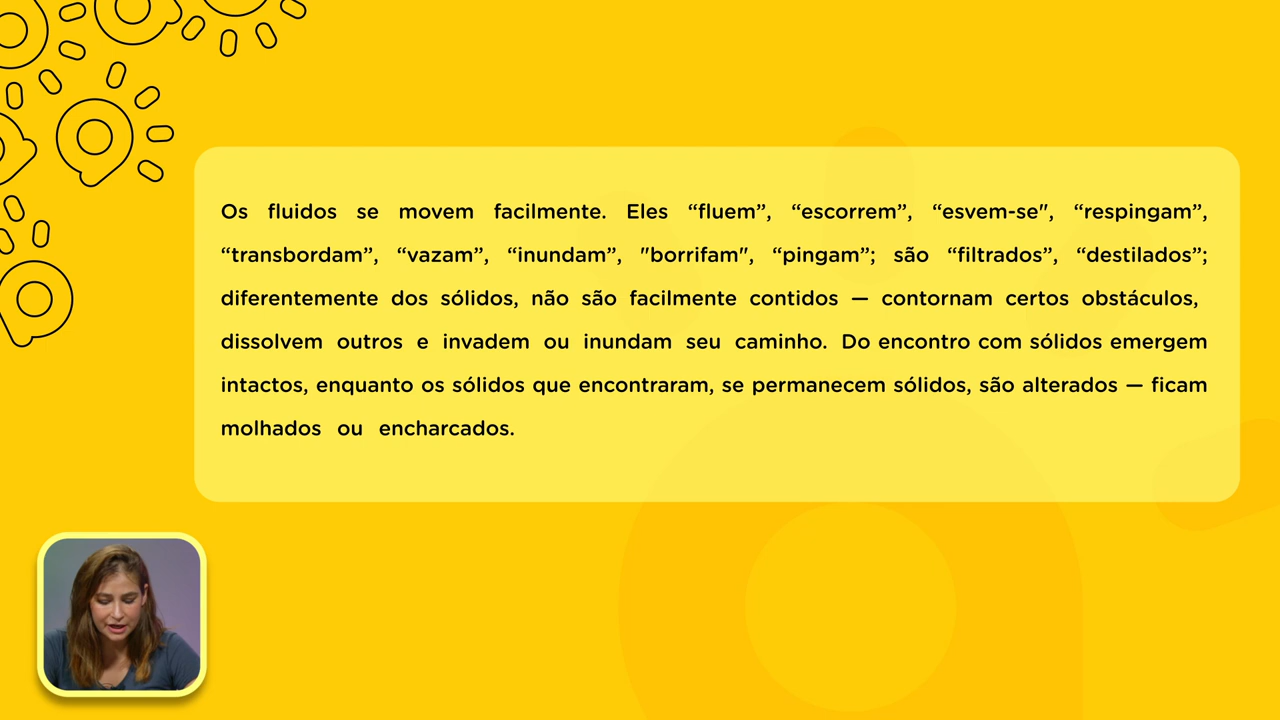 Os fluidos se movem facilmente. Eles “fluem”, “escorrem”, “esvem-se", “respingam”,
“transbordam”, “vazam”, “inundam”, "borrifam", “pingam”; são “filtrados”, “destilados”;
diferentemente dos sólidos, não são facilmente contidos — contornam certos obstáculos,
dissolvem outros e invadem ou inundam seu caminho. Do encontro com sólidos emergem
intactos, enquanto os sólidos que encontraram, se permanecem sólidos, são alterados — ficam
molhados ou encharcados.